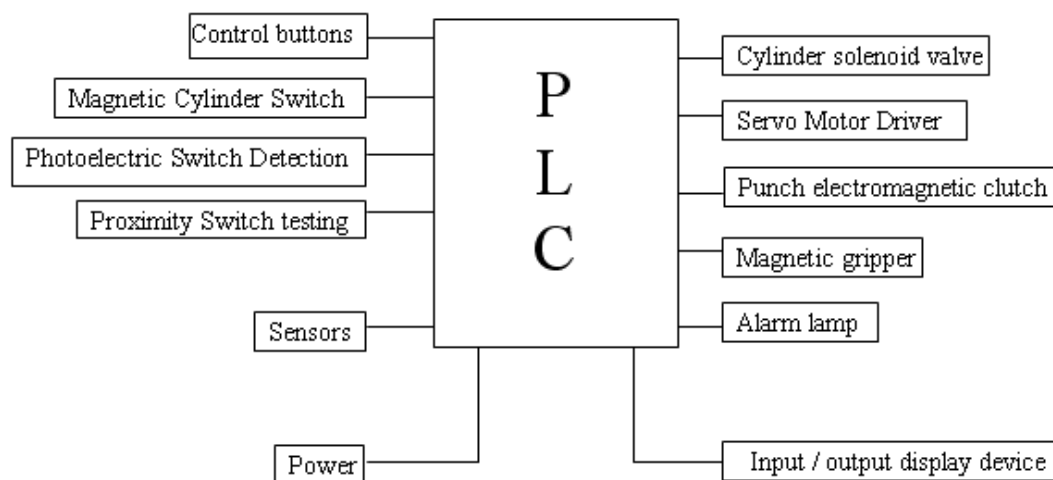 Control buttons
Magnetic Cylinder Switch
Photoelectric Switch Detection
Proximity Switch testing
Sensors
Power
P
L
C
Cylinder solenoid valve
Servo Motor Driver
Punch electromagnetic clutch
Magnetic gripper
Alarm lamp
Input / output display device